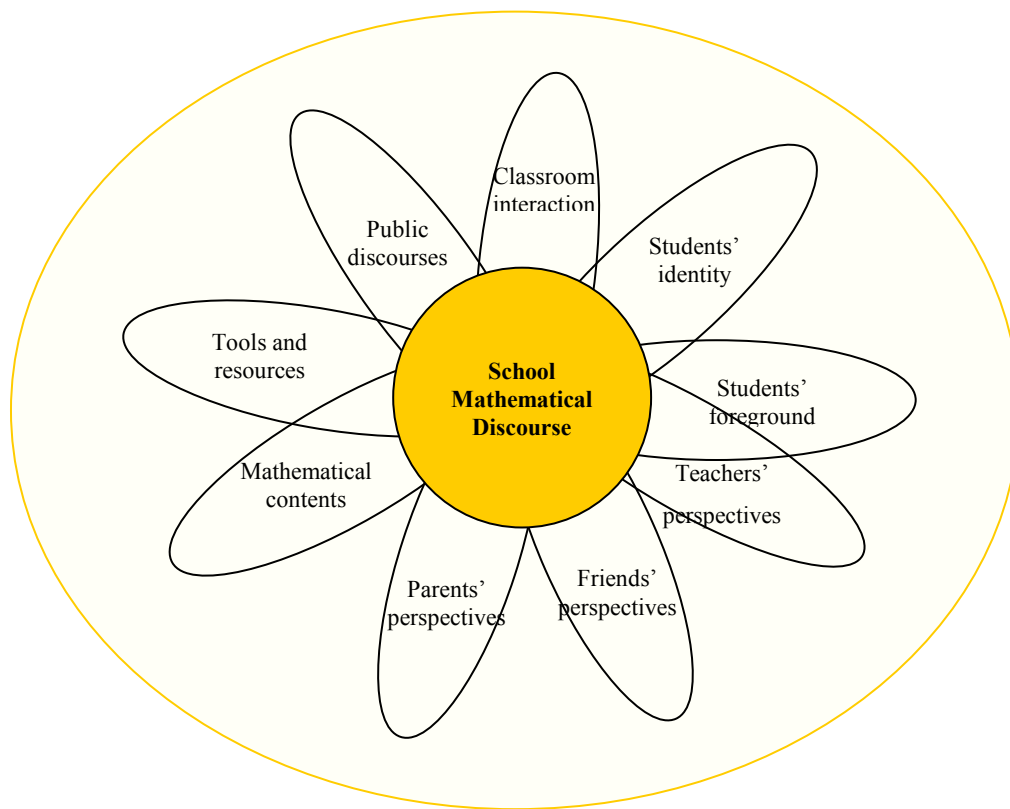 Classroom
interaction
Students’
identity
Public
discourses
Tools and
resources
School
Mathematical
Discourse
Students’
foreground
Teachers’
perspectives
Mathematical
contents
Parents’
perspectives
Friends’
perspectives